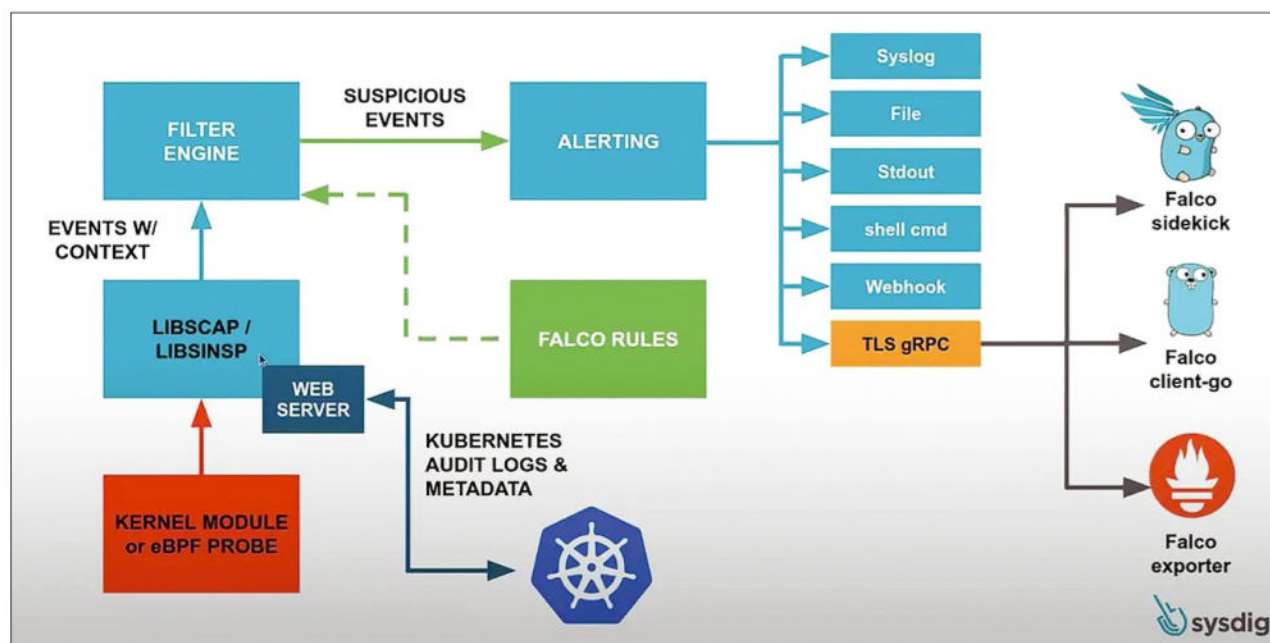 FILTER
ENGINE
SUSPICIOUS
EVENTS
ALERTING
Syslog
File
Stdout
shell cmd
Webhook
TLS gRPC
EVENTS W/
CONTEXT
LIBSCAP /
LIBSINSP
WEB
SERVER
FALCO RULES
KUBERNETES
AUDIT LOGS &
METADATA
KERNEL MODULE
or eBPF PROBE
Falco
sidekick
Falco
client-go
Falco
exporter
sysdig